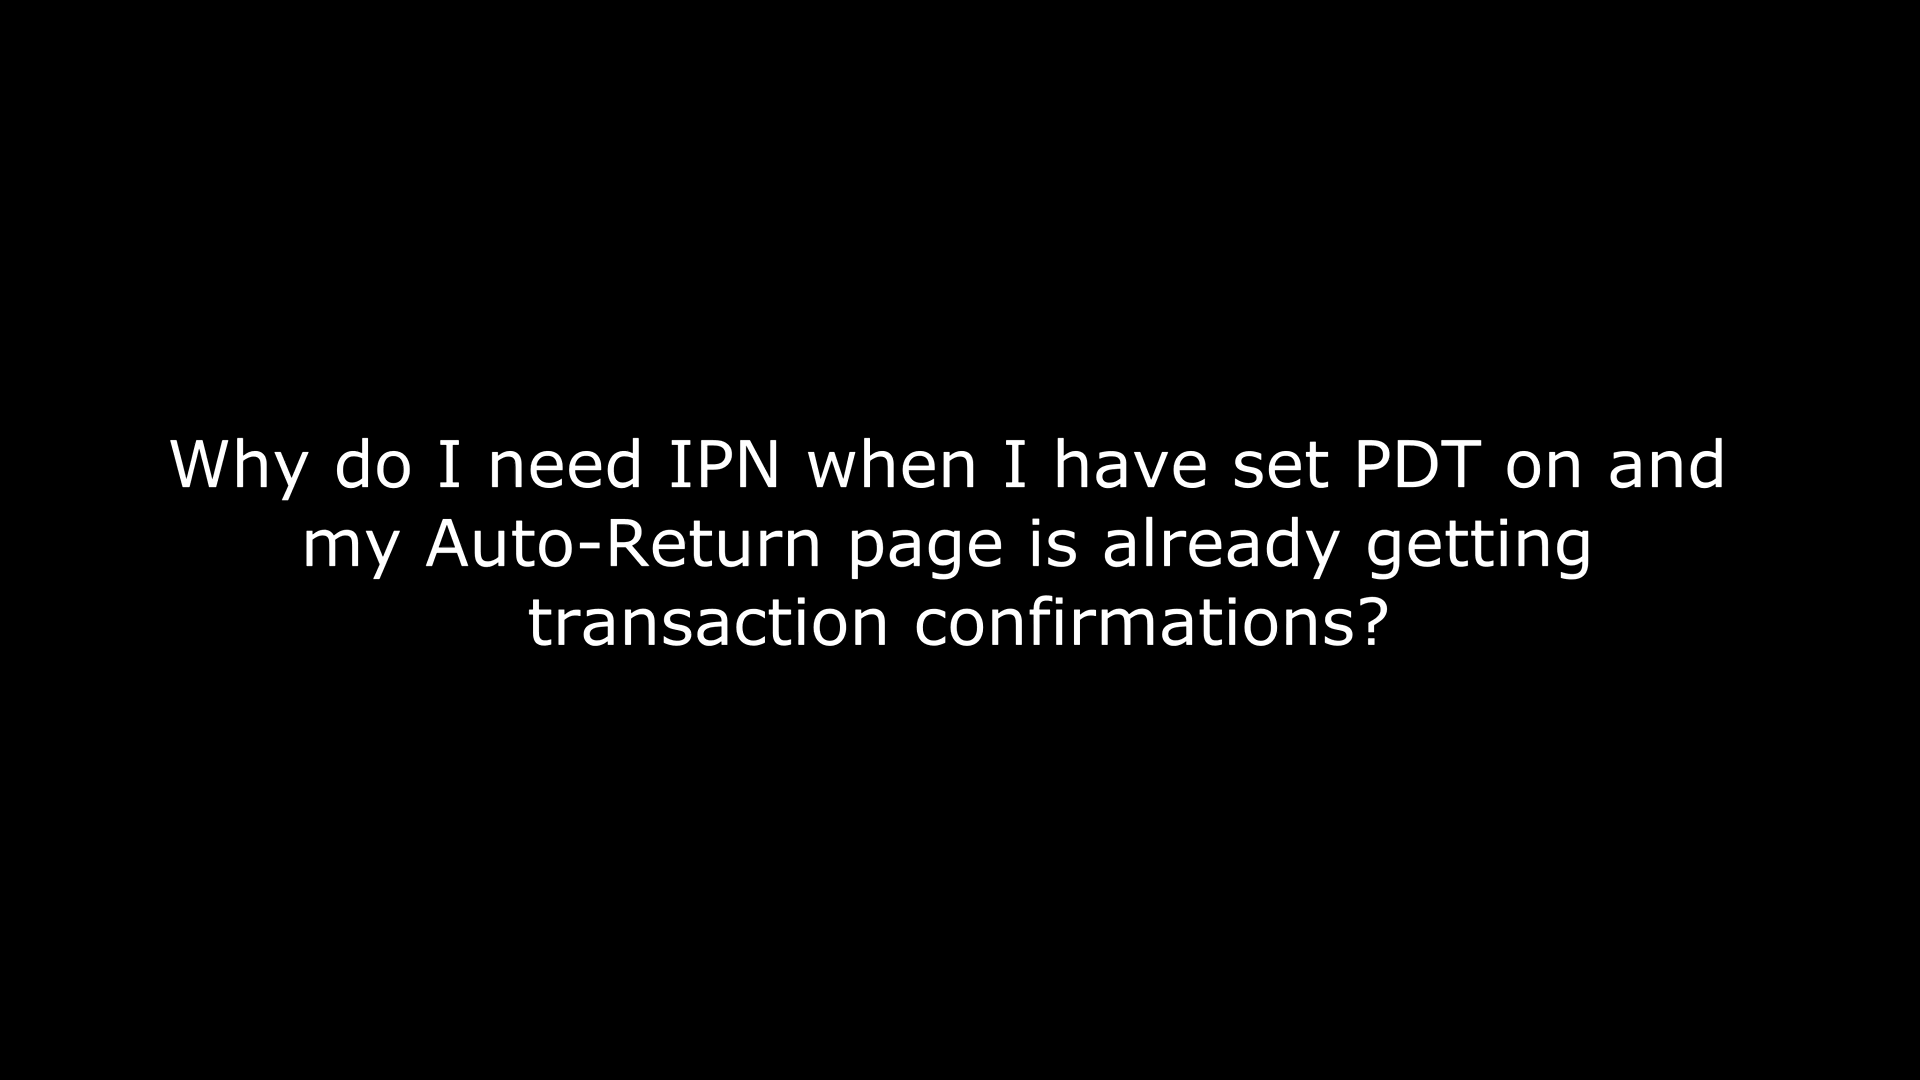 Why do I need IPN when I have set PDT on and
my Auto-Return page is already getting
transaction confirmations?